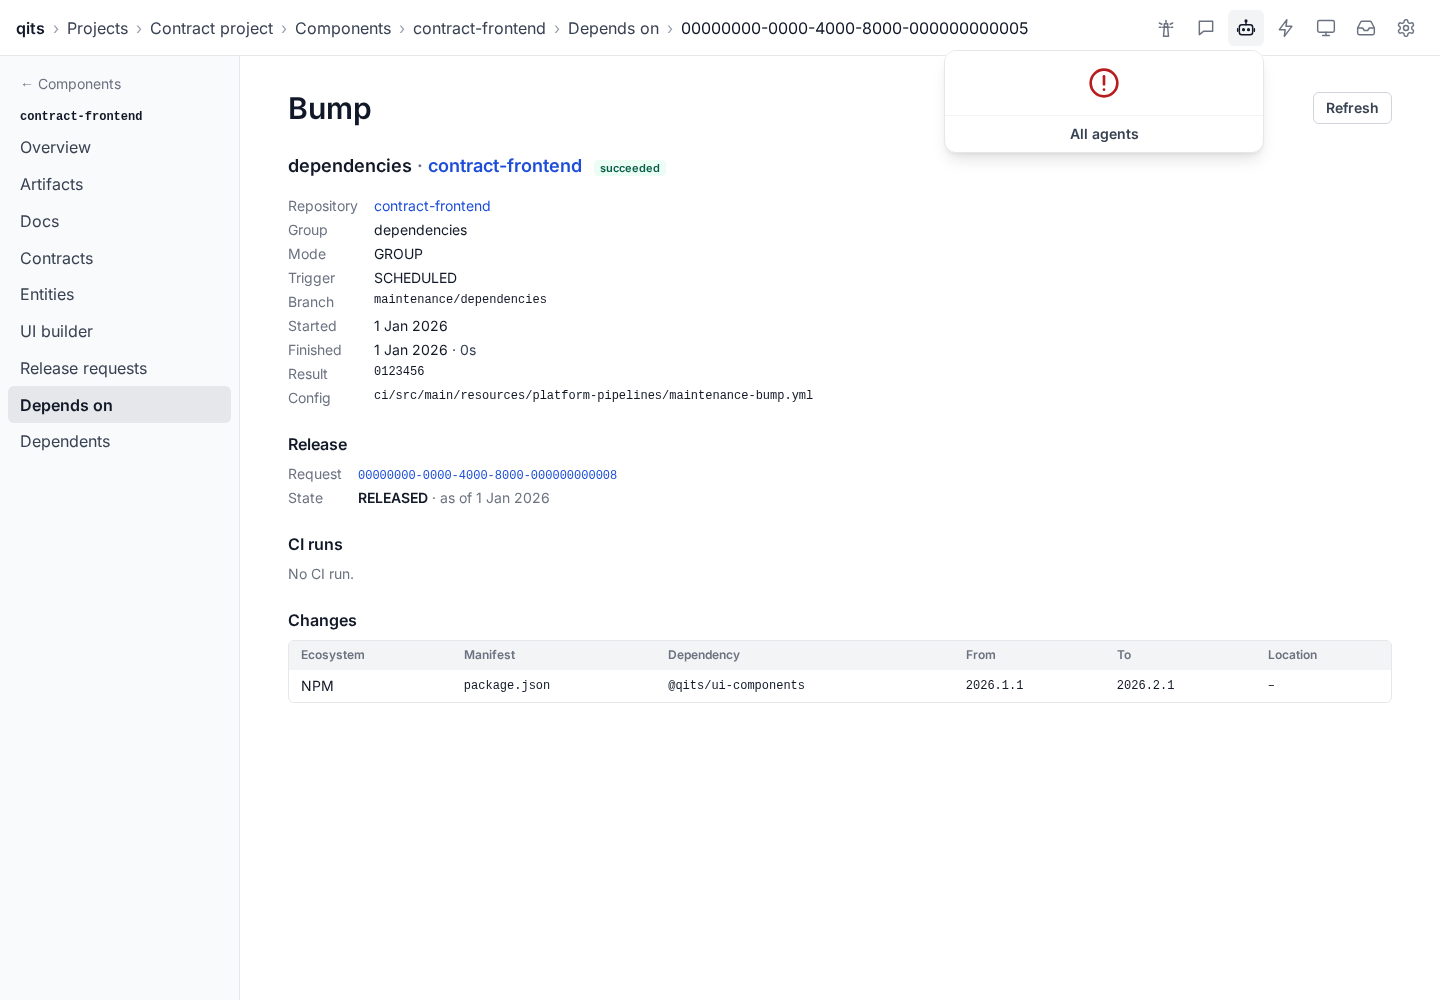 qits › Projects › Contract project › Components › contract-frontend › Depends on › 00000000-0000-4000-8000-000000000005
← Components
contract-frontend
Overview
Artifacts
Docs
Contracts
Entities
UI builder
Release requests
Depends on
Dependents
All agents
Bump
Refresh
dependencies · contract-frontend succeeded
Repository contract-frontend
Group dependencies
Mode GROUP
Trigger SCHEDULED
Branch maintenance/dependencies
Started 1 Jan 2026
Finished 1 Jan 2026 · 0s
Result 0123456
Config ci/src/main/resources/platform-pipelines/maintenance-bump.yml
Release
Request 00000000-0000-4000-8000-000000000008
State RELEASED · as of 1 Jan 2026
CI runs
No CI run.
Changes
Ecosystem Manifest Dependency From To Location
NPM package.json @qits/ui-components 2026.1.1 2026.2.1 –